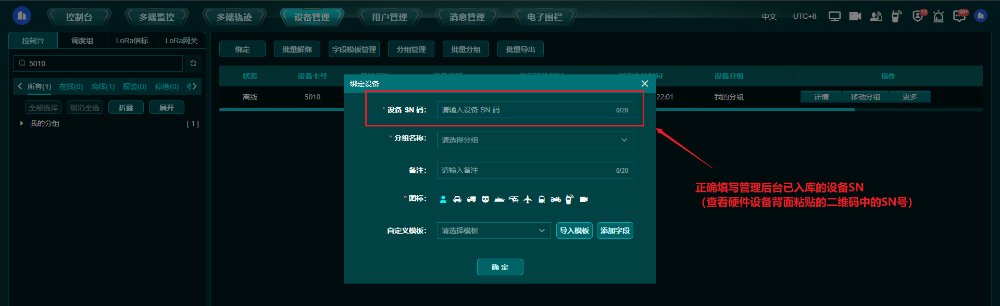 控制台 多端监控 多端轨迹 设备管理 用户管理 消息管理 电子围栏 中文 UTC+8 13 99+
控制台 调度组 LoRa信标 LoRa网关
5010
所有(1) 在线(0) 离线(1) 报警(0) 停港(0)
全部选择 取消全选 折叠 展开
我的分组 [ 1 ]
绑定 批量解绑 字段模板管理 分组管理 批量分组 批量导出
状态 设备卡号 设备分组 操作
离线 5010 22:01 我的分组 详情 移动分组 更多
绑定设备
* 设备 SN 码: 请输入设备 SN 码 0/20
* 分组名称: 请选择分组
备注: 请输入备注 0/20
* 图标:
自定义模板: 请选择模板 导入模板 添加字段
确 定
正确填写管理后台已入库的设备SN
（查看硬件设备背面粘贴的二维码中的SN号）